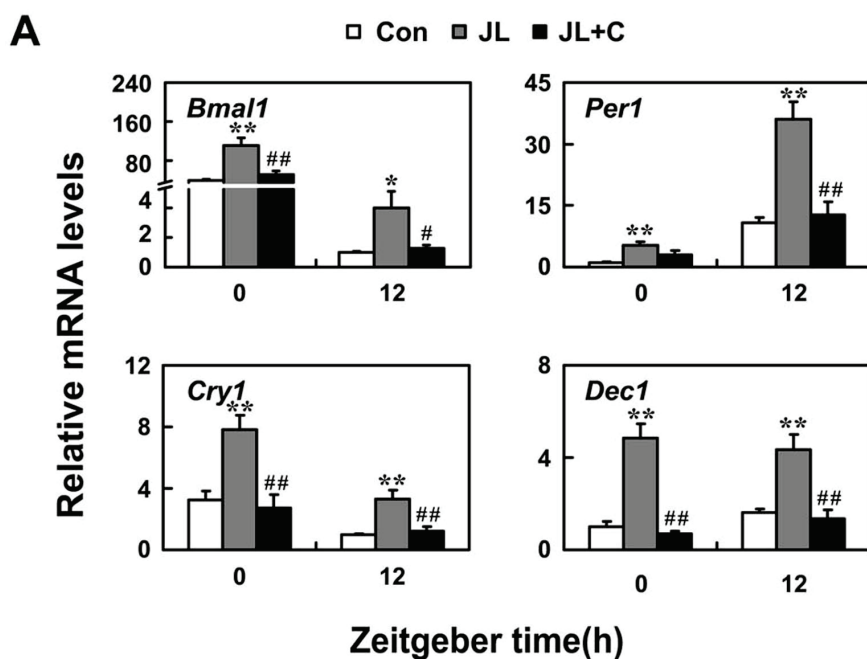 A
Con JL JL+C
Relative mRNA levels
Bmal1
240
160
80
4
2
0
** ## * #
0 12
Per1
45
30
15
0
** ** ##
0 12
Cry1
12
8
4
0
** ## ** ##
0 12
Dec1
8
4
0
** ## ** ##
0 12
Zeitgeber time(h)